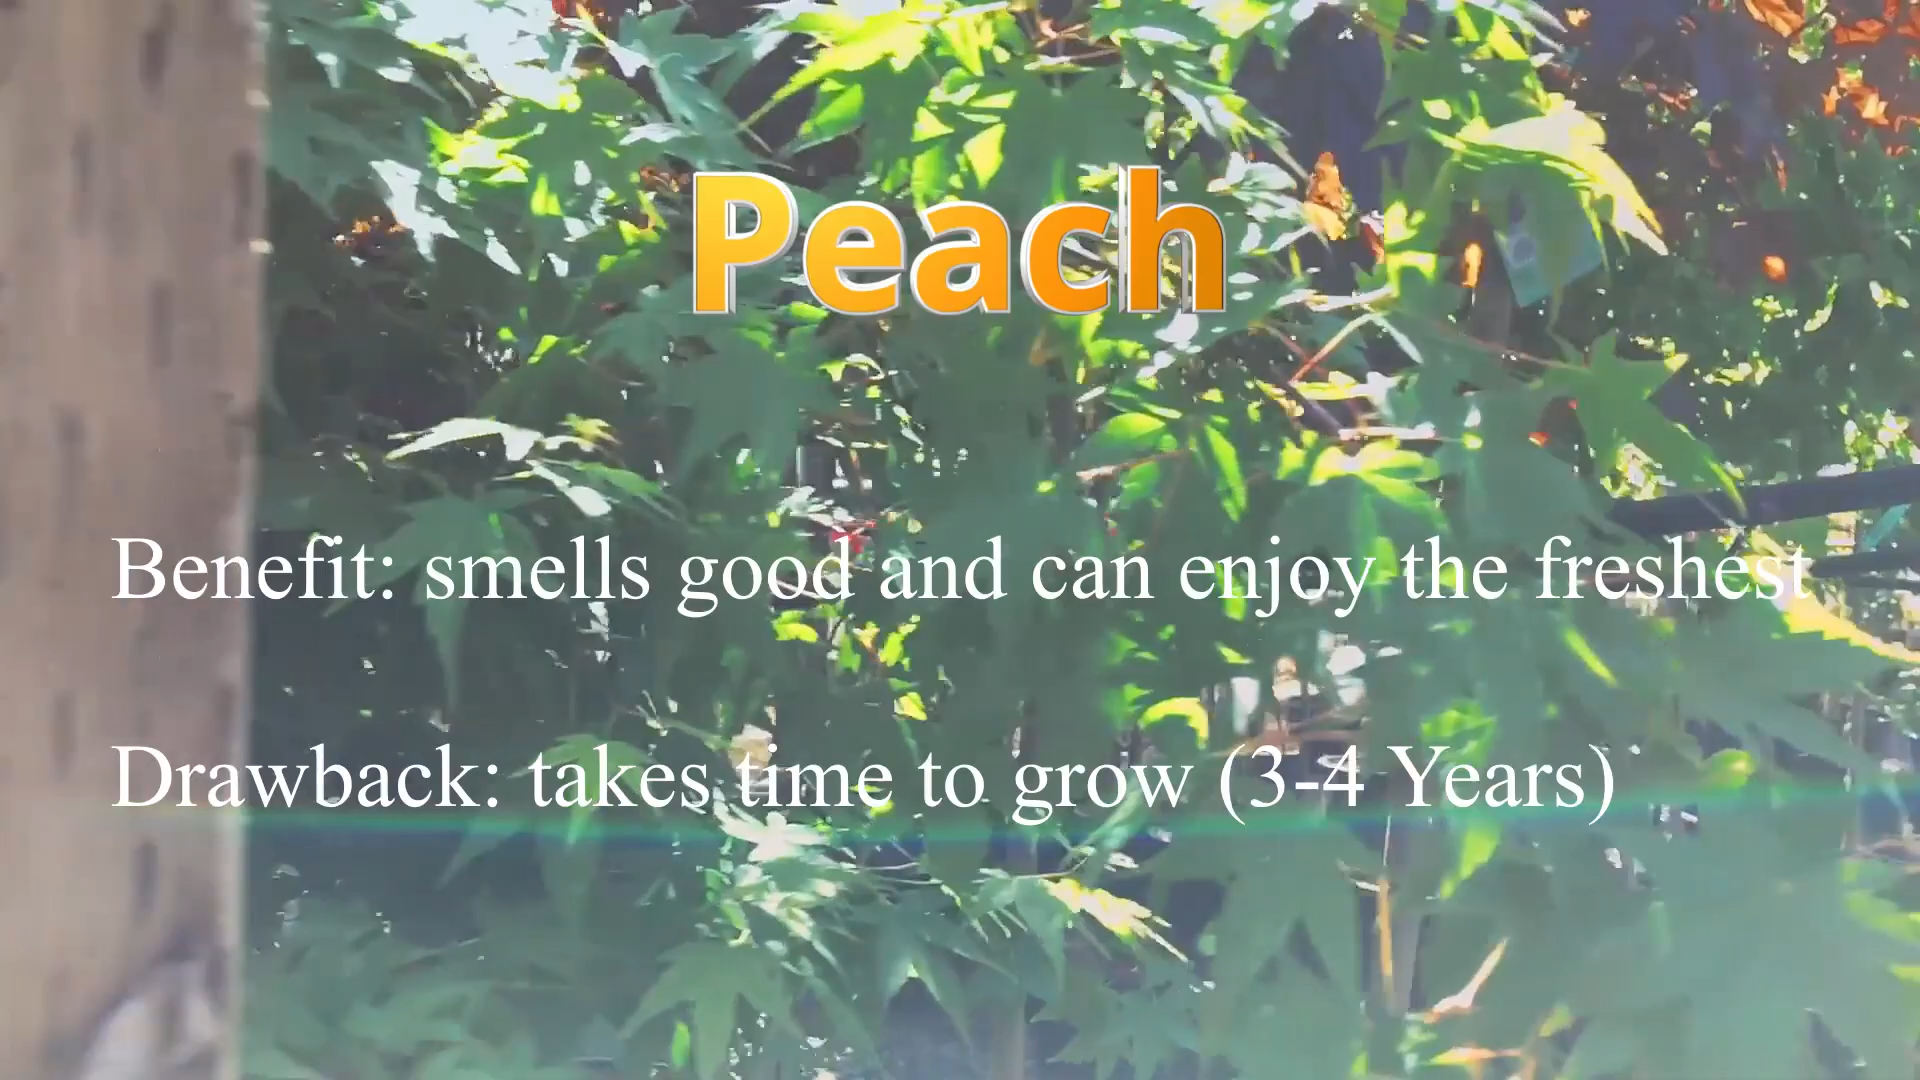 Peach
Benefit: smells good and can enjoy the freshest
Drawback: takes time to grow (3-4 Years)